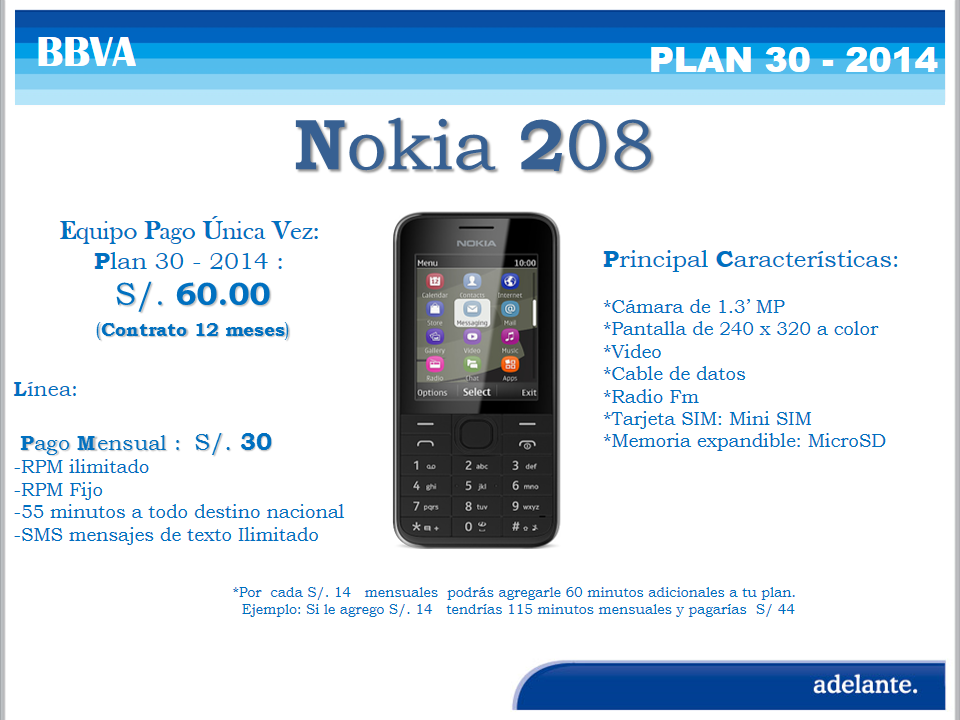 BBVA
PLAN 30 - 2014
Nokia 208
Equipo Pago Única Vez:
Plan 30 - 2014 :
S/. 60.00
(Contrato 12 meses)
Línea:
Pago Mensual : S/. 30
-RPM ilimitado
-RPM Fijo
-55 minutos a todo destino nacional
-SMS mensajes de texto Ilimitado
NOKIA
Menu 10:00
Calendar Contacts Internet
Store Messaging Mail
Gallery Video Music
Radio Chat Apps
Options Select Exit
1 2 abc 3 def
4 ghi 5 jkl 6 mno
7 pqrs 8 tuv 9 wxyz
* + 0 #
Principal Características:
*Cámara de 1.3’ MP
*Pantalla de 240 x 320 a color
*Video
*Cable de datos
*Radio Fm
*Tarjeta SIM: Mini SIM
*Memoria expandible: MicroSD
*Por cada S/. 14 mensuales podrás agregarle 60 minutos adicionales a tu plan.
Ejemplo: Si le agrego S/. 14 tendrías 115 minutos mensuales y pagarías S/ 44
adelante.